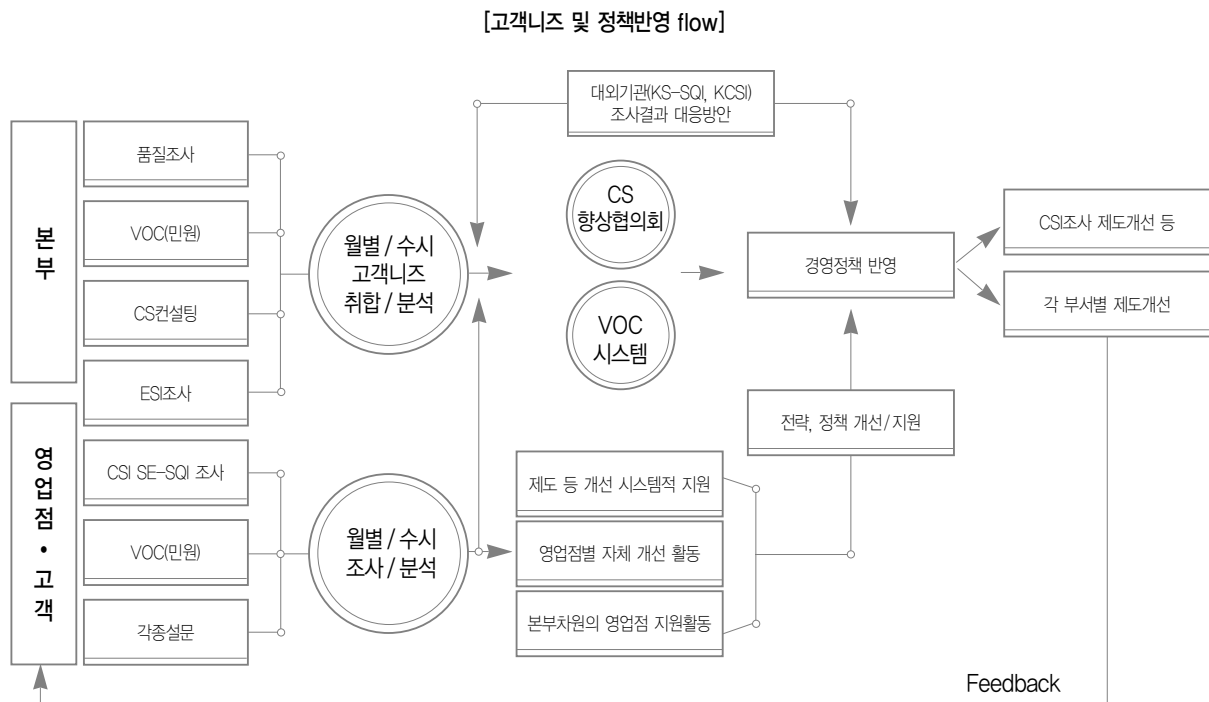 [고객니즈 및 정책반영 flow]
본부
품질조사
VOC(민원)
CS컨설팅
ESI조사
영업점·고객
CSI SE-SQI 조사
VOC(민원)
각종설문
월별 / 수시
고객니즈
취합 / 분석
월별 / 수시
조사 / 분석
대외기관(KS-SQI, KCSI)
조사결과 대응방안
CS
향상협의회
VOC
시스템
제도 등 개선 시스템적 지원
영업점별 자체 개선 활동
본부차원의 영업점 지원활동
경영정책 반영
전략, 정책 개선/지원
CSI조사 제도개선 등
각 부서별 제도개선
Feedback